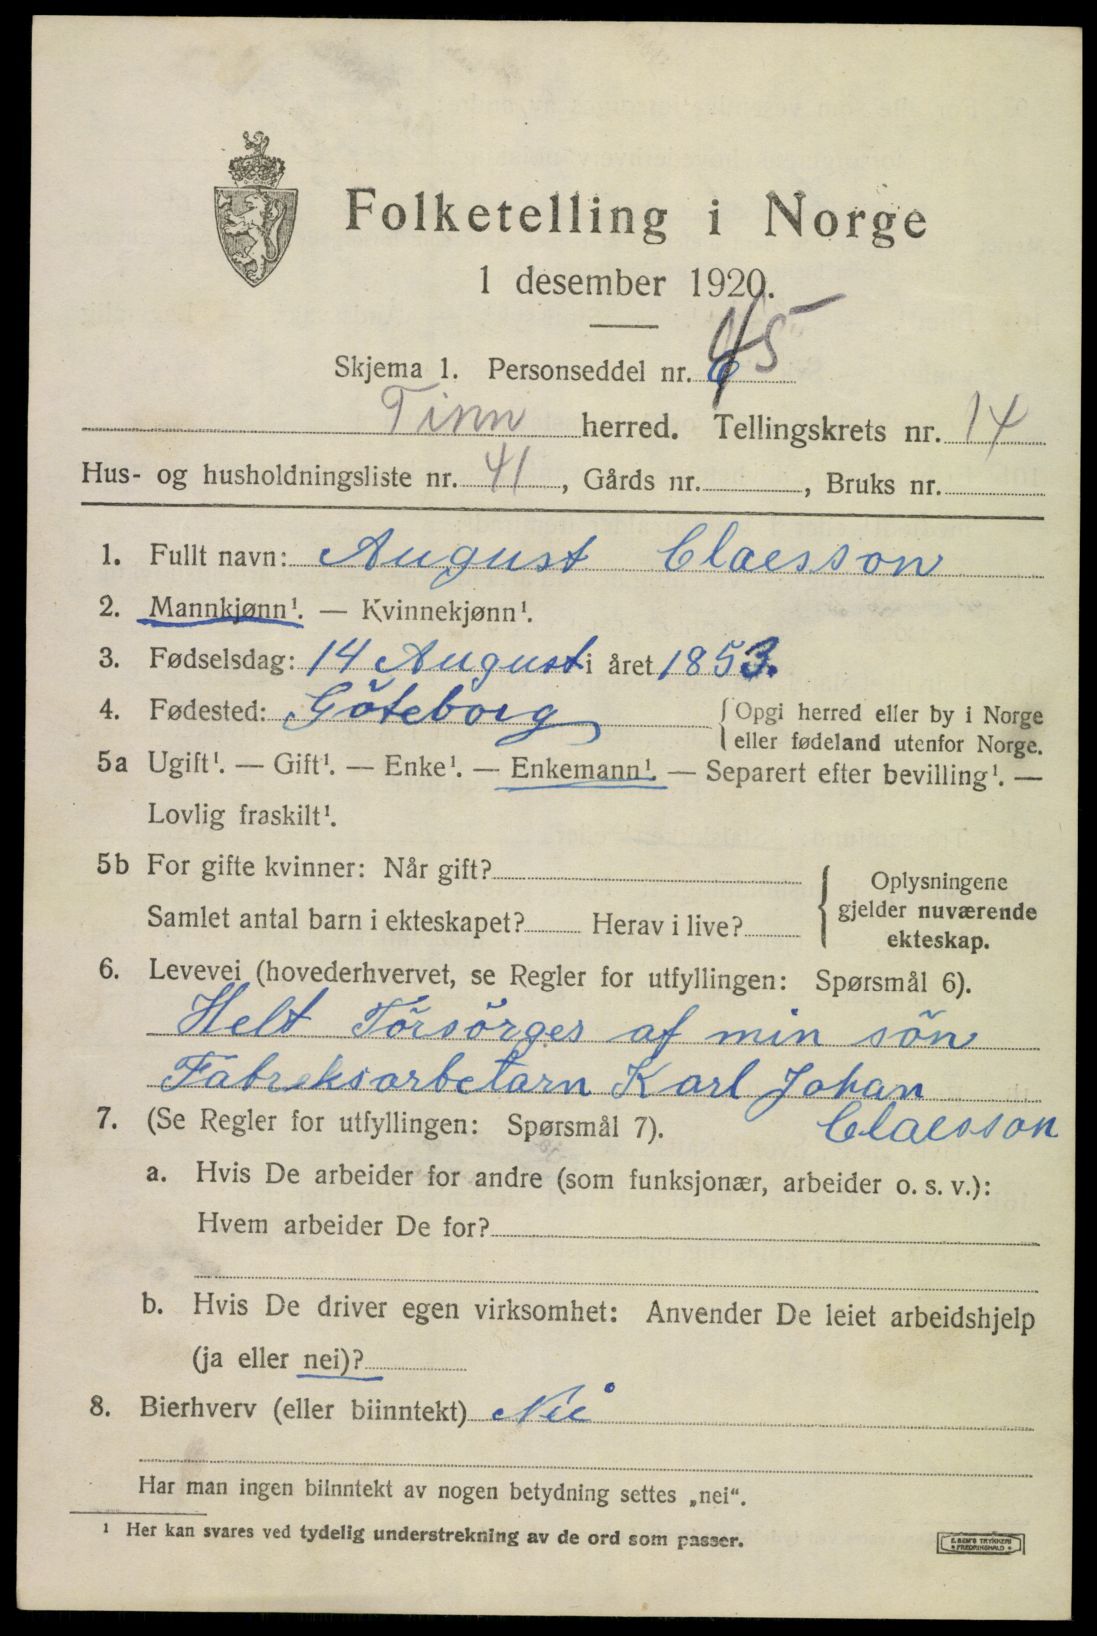 Folketelling i Norge
1 desember 1920.
Skjema 1. Personseddel nr. 6 45
Tinn herred. Tellingskrets nr. 14
Hus- og husholdningsliste nr. 41, Gårds nr. , Bruks nr.
1. Fullt navn: August Claesson
2. Mannkjønn¹. — Kvinnekjønn¹.
3. Fødselsdag: 14 August i året 1853.
4. Fødested: Göteborg {Opgi herred eller by i Norge
eller fødeland utenfor Norge.
5a Ugift¹. — Gift¹. — Enke¹. — Enkemann¹. — Separert efter bevilling¹. —
Lovlig fraskilt¹.
5b For gifte kvinner: Når gift?
Samlet antal barn i ekteskapet? Herav i live?
{Oplysningene
gjelder nuværende
ekteskap.
6. Levevei (hovederhvervet, se Regler for utfyllingen: Spørsmål 6).
Helt Försörges af min sön
Fabreksarbetarn Karl Johan
Claesson
7. (Se Regler for utfyllingen: Spørsmål 7).
a. Hvis De arbeider for andre (som funksjonær, arbeider o. s. v.):
Hvem arbeider De for?
b. Hvis De driver egen virksomhet: Anvender De leiet arbeidshjelp
(ja eller nei)?
8. Bierhverv (eller biinntekt) Nei
Har man ingen biinntekt av nogen betydning settes „nei“.
¹ Her kan svares ved tydelig understrekning av de ord som passer.
E. SEM'S TRYKKERI
FREDRIKSHALD